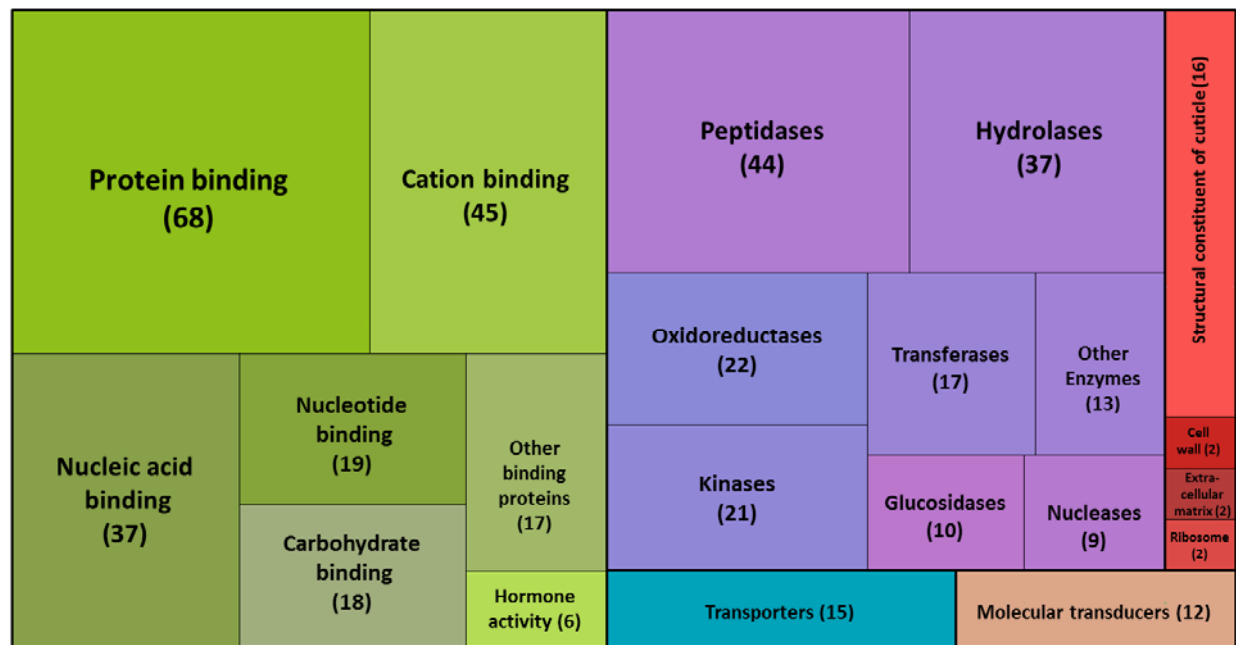 Protein binding
(68)
Cation binding
(45)
Peptidases
(44)
Hydrolases
(37)
Structural constituent of cuticle (16)
Nucleic acid
binding
(37)
Nucleotide
binding
(19)
Carbohydrate
binding
(18)
Other
binding
proteins
(17)
Hormone
activity (6)
Oxidoreductases
(22)
Transferases
(17)
Other
Enzymes
(13)
Kinases
(21)
Glucosidases
(10)
Nucleases
(9)
Cell
wall (2)
Extra-
cellular
matrix (2)
Ribosome
(2)
Transporters (15)
Molecular transducers (12)